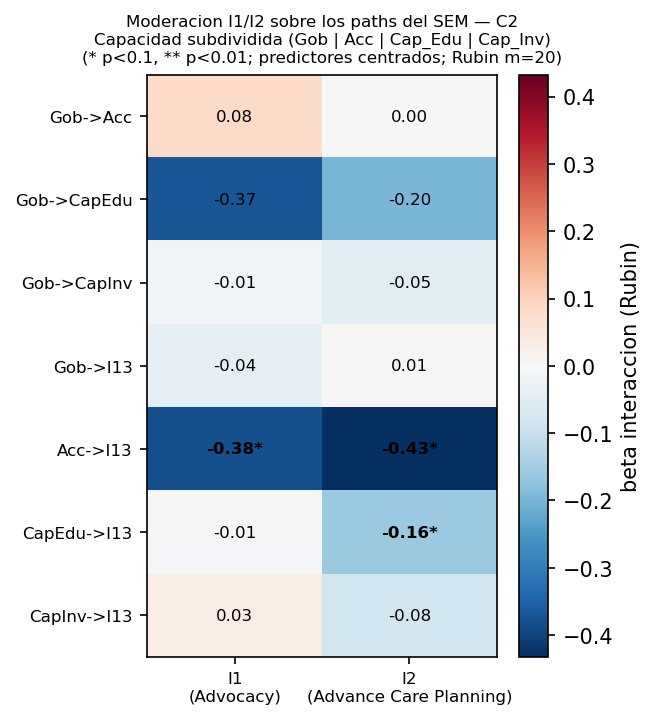 Moderacion I1/I2 sobre los paths del SEM — C2
Capacidad subdividida (Gob | Acc | Cap_Edu | Cap_Inv)
(* p<0.1, ** p<0.01; predictores centrados; Rubin m=20)
Gob->Acc 0.08 0.00
Gob->CapEdu -0.37 -0.20
Gob->CapInv -0.01 -0.05
Gob->I13 -0.04 0.01
Acc->I13 -0.38* -0.43*
CapEdu->I13 -0.01 -0.16*
CapInv->I13 0.03 -0.08
I1 I2
(Advocacy) (Advance Care Planning)
0.4
0.3
0.2
0.1
0.0
−0.1
−0.2
−0.3
−0.4
beta interaccion (Rubin)